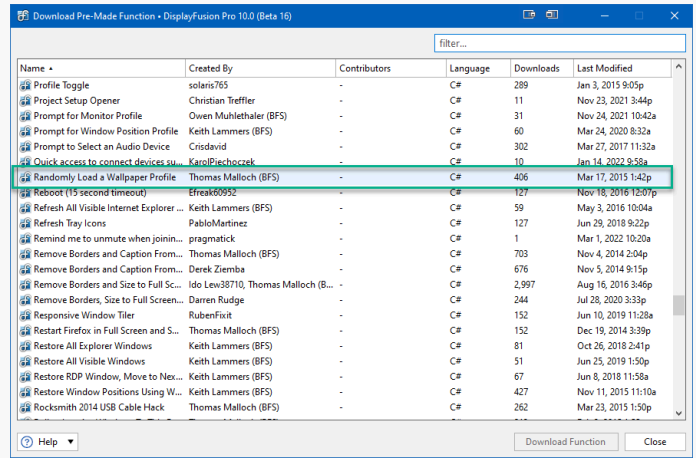 Download Pre-Made Function • DisplayFusion Pro 10.0 (Beta 16)
filter...
Name Created By Contributors Language Downloads Last Modified
Profile Toggle solaris765 - C# 289 Jan 3, 2015 9:05p
Project Setup Opener Christian Treffler - C# 11 Nov 23, 2021 3:44p
Prompt for Monitor Profile Owen Muhlethaler (BFS) - C# 31 Nov 24, 2021 10:42a
Prompt for Window Position Profile Keith Lammers (BFS) - C# 60 Mar 24, 2020 8:32a
Prompt to Select an Audio Device Crisdavid - C# 302 Mar 27, 2017 11:32a
Quick access to connect devices su... KarolPiechoczek - C# 10 Jan 14, 2022 9:58a
Randomly Load a Wallpaper Profile Thomas Malloch (BFS) - C# 406 Mar 17, 2015 1:42p
Reboot (15 second timeout) Efreak60952 - C# 127 Nov 18, 2016 12:07p
Refresh All Visible Internet Explorer ... Keith Lammers (BFS) - C# 59 May 3, 2016 10:04a
Refresh Tray Icons PabloMartinez - C# 127 Jun 29, 2018 9:22p
Remind me to unmute when joinin... pragmatick - C# 1 Mar 1, 2022 10:20a
Remove Borders and Caption From... Thomas Malloch (BFS) - C# 703 Nov 4, 2014 2:04p
Remove Borders and Caption From... Derek Ziemba - C# 676 Nov 5, 2014 9:15p
Remove Borders and Size to Full Sc... Ido Lew38710, Thomas Malloch (B... - C# 2,997 Aug 16, 2016 3:46p
Remove Borders, Size to Full Screen... Darren Rudge - C# 244 Jul 28, 2020 3:33p
Responsive Window Tiler RubenFixit - C# 152 Jun 10, 2019 11:28a
Restart Firefox in Full Screen and S... Thomas Malloch (BFS) - C# 152 Dec 19, 2014 3:39p
Restore All Explorer Windows Keith Lammers (BFS) - C# 81 Oct 26, 2018 2:41p
Restore All Visible Windows Keith Lammers (BFS) - C# 51 Jun 25, 2019 1:50p
Restore RDP Window, Move to Nex... Keith Lammers (BFS) - C# 67 Jun 8, 2018 11:58a
Restore Window Positions Using W... Keith Lammers (BFS) - C# 427 Nov 11, 2015 11:10a
Rocksmith 2014 USB Cable Hack Thomas Malloch (BFS) - C# 262 Mar 23, 2015 1:50p
Help Download Function Close